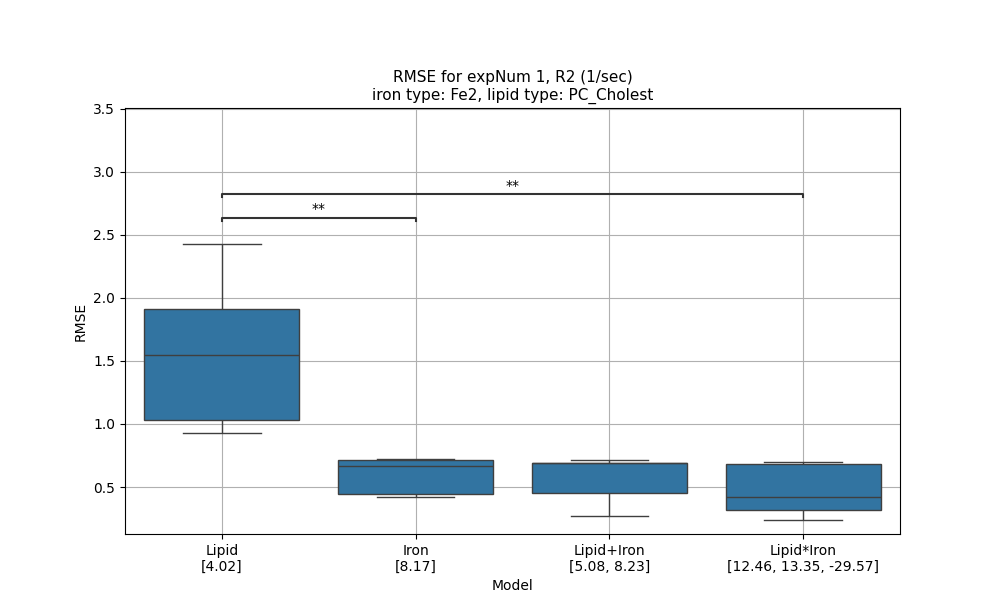 RMSE for expNum 1, R2 (1/sec)
iron type: Fe2, lipid type: PC_Cholest
3.5
3.0
2.5
2.0
1.5
1.0
0.5
RMSE
**
**
Lipid
[4.02]
Iron
[8.17]
Lipid+Iron
[5.08, 8.23]
Lipid*Iron
[12.46, 13.35, -29.57]
Model